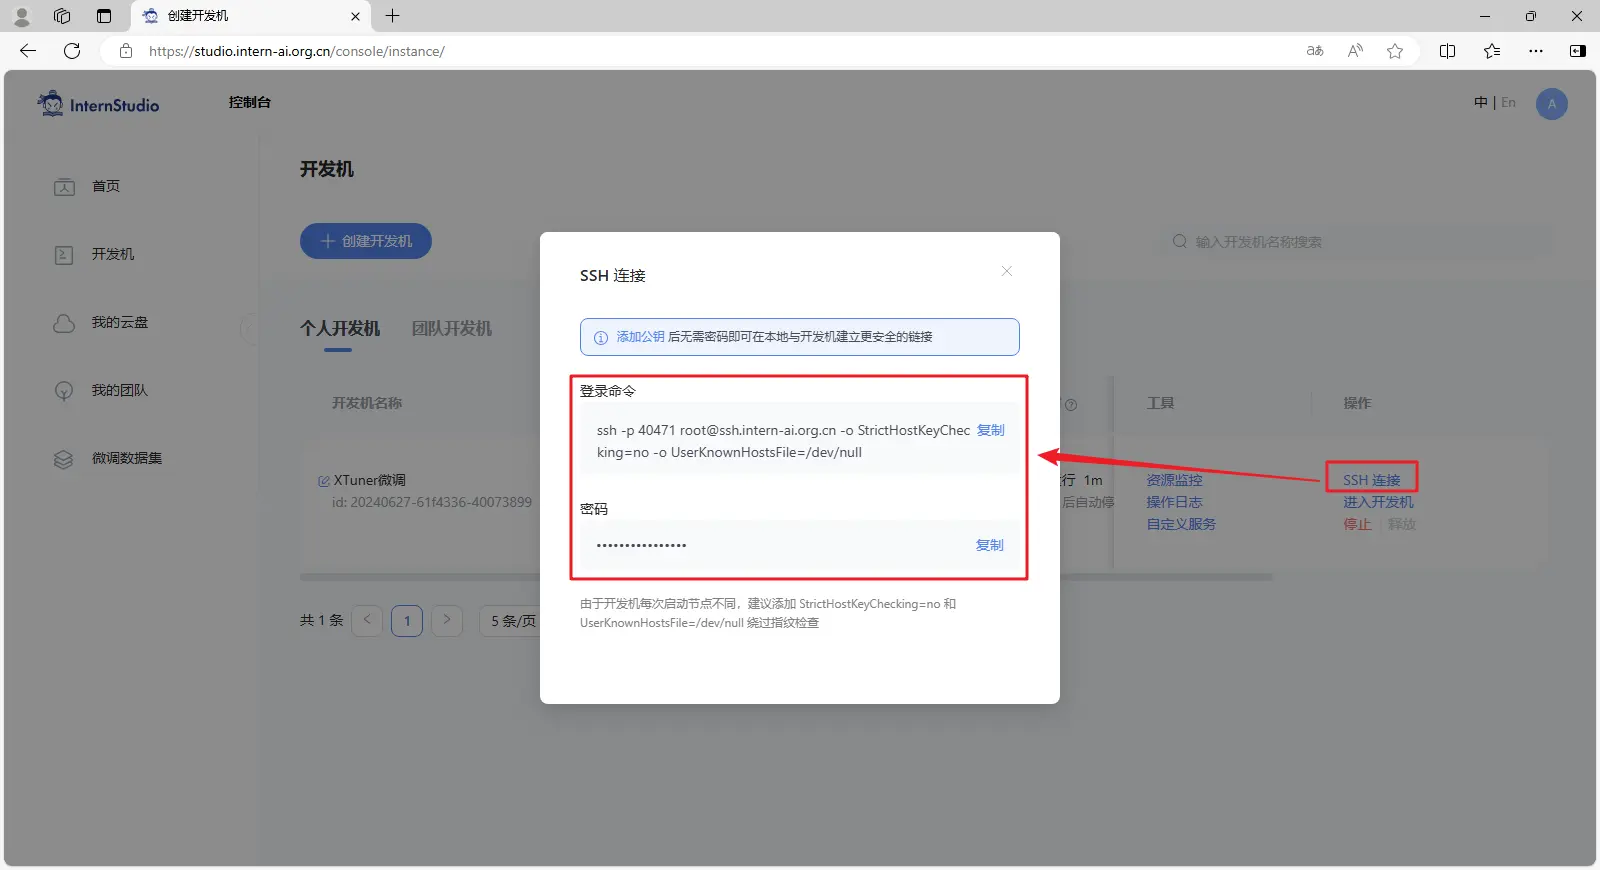 创建开发机
https://studio.intern-ai.org.cn/console/instance/
InternStudio
控制台
中 | En
A
首页
开发机
我的云盘
我的团队
微调数据集
开发机
创建开发机
输入开发机名称搜索
个人开发机 团队开发机
开发机名称
工具
操作
XTuner微调
id: 20240627-61f4336-40073899
行 1m
后自动停
资源监控
操作日志
自定义服务
SSH 连接
进入开发机
停止 释放
共 1 条
1
5 条/页
SSH 连接
添加公钥 后无需密码即可在本地与开发机建立更安全的链接
登录命令
ssh -p 40471 root@ssh.intern-ai.org.cn -o StrictHostKeyChec
king=no -o UserKnownHostsFile=/dev/null
复制
密码
••••••••••••••••
复制
由于开发机每次启动节点不同，建议添加 StrictHostKeyChecking=no 和
UserKnownHostsFile=/dev/null 绕过指纹检查